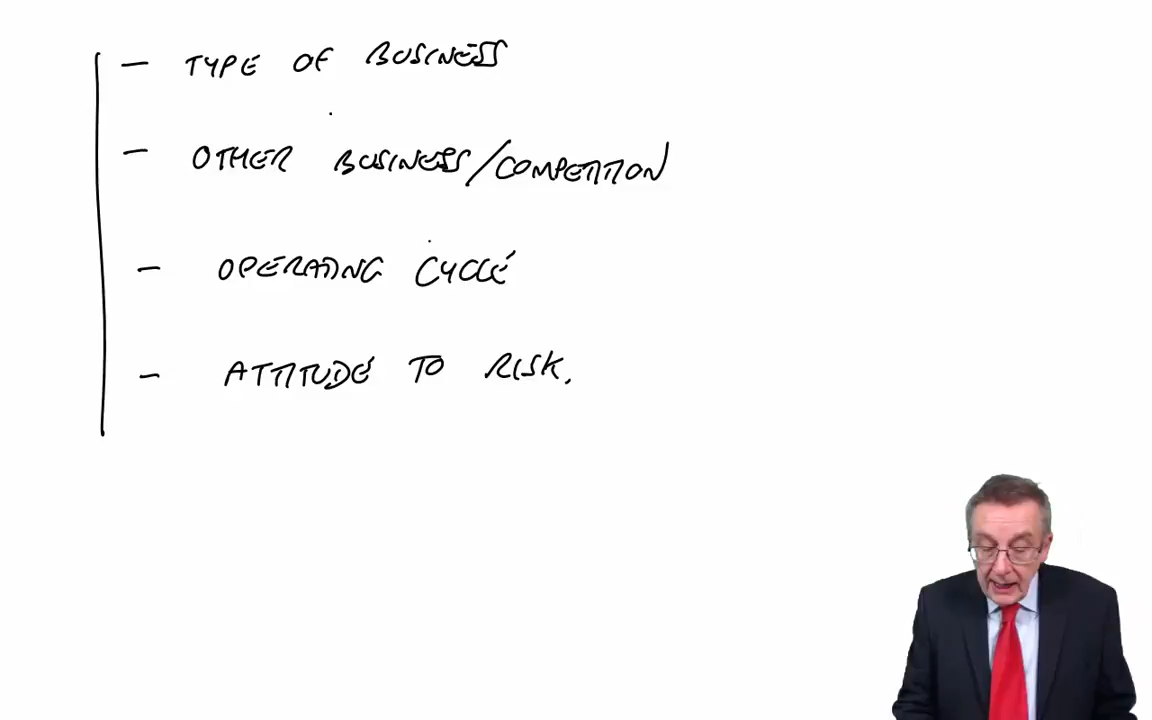 - TYPE OF BUSINESS
- OTHER BUSINESS/COMPETITION
- OPERATING CYCLE
- ATTITUDE TO RISK.